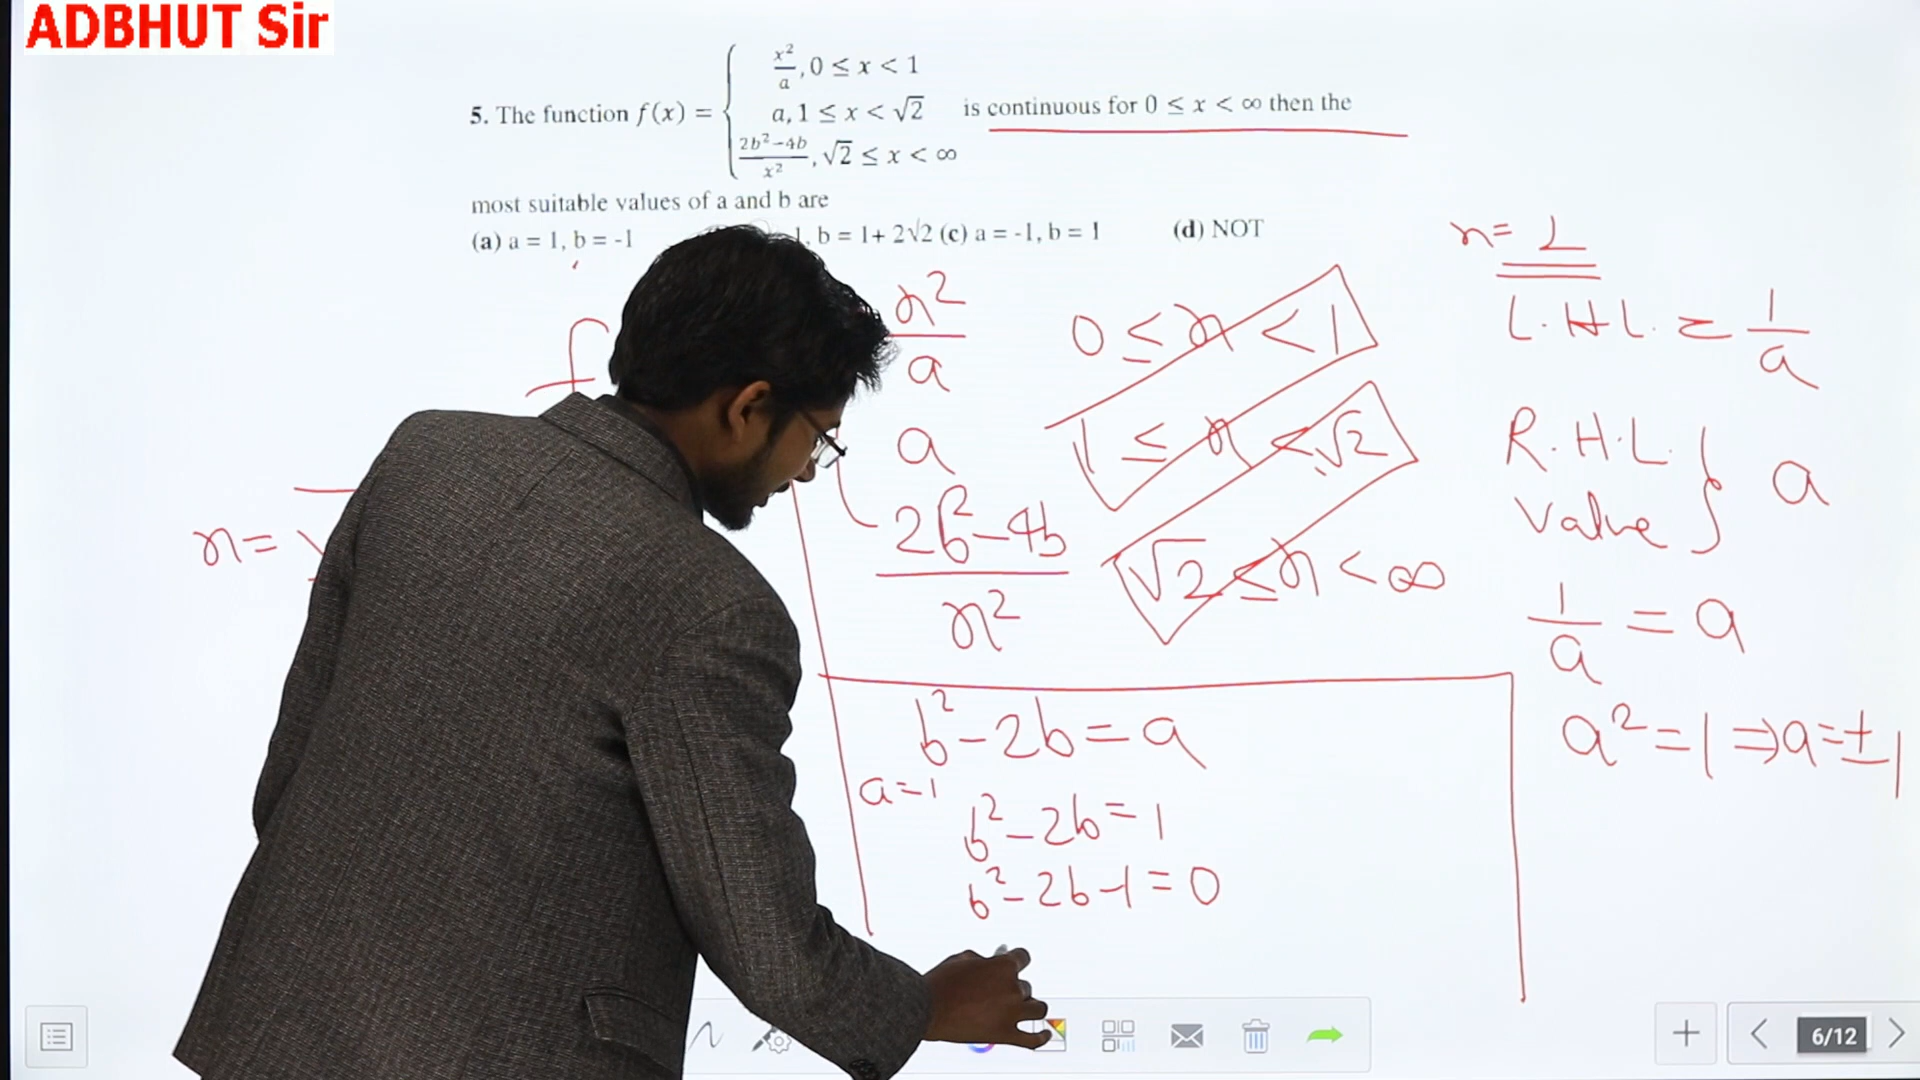 ADBHUT Sir
5. The function f(x) = { x²/a, 0 ≤ x < 1
a, 1 ≤ x < √2
(2b²−4b)/x², √2 ≤ x < ∞
is continuous for 0 ≤ x < ∞ then the
most suitable values of a and b are
(a) a = 1, b = -1
1, b = 1+ 2√2 (c) a = -1, b = 1 (d) NOT
x = 1
L.H.L. = 1/a
R.H.L. } a
Value
1/a = a
a² = 1 ⇒ a = ±1
f
x²/a 0 ≤ x < 1
a 1 ≤ x < √2
(2b²−4b)/x² √2 ≤ x < ∞
x =
b² − 2b = a
a = 1
b² − 2b = 1
b² − 2b − 1 = 0
6/12